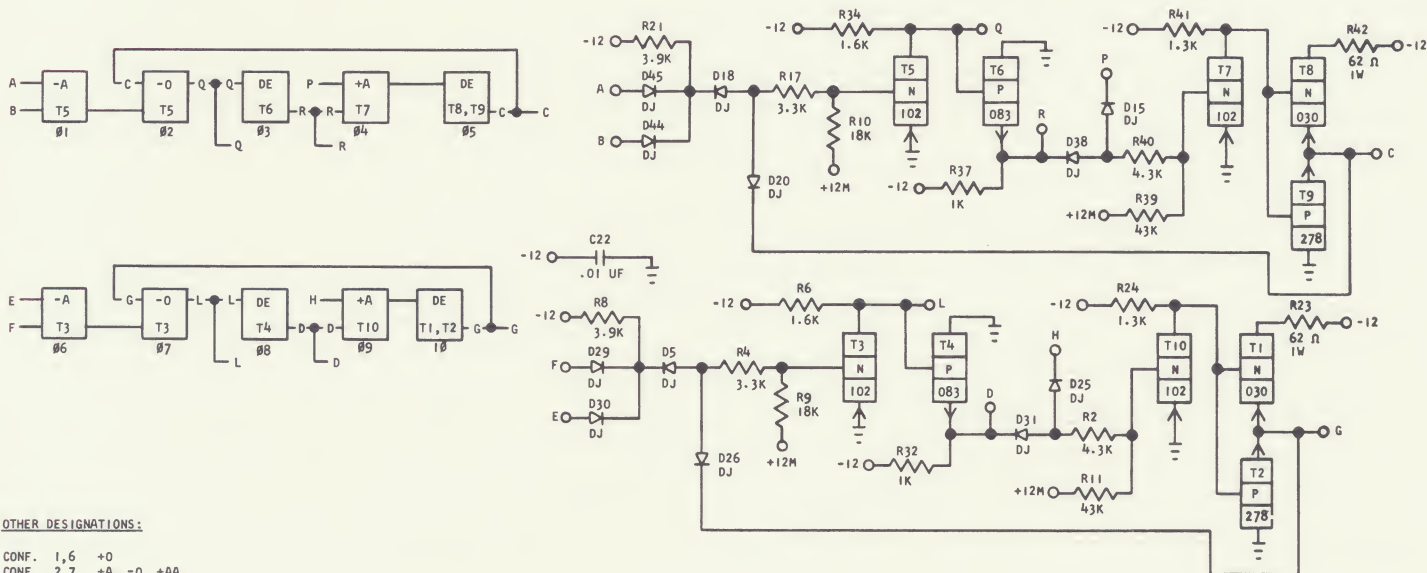 A
B
-A
T5
Ø1
C
-O
T5
Ø2
Q
Q
Q
DE
T6
Ø3
R
R
R
P
+A
T7
Ø4
DE
T8,T9
Ø5
C
C
E
F
-A
T3
Ø6
G
-O
T3
Ø7
L
L
L
DE
T4
Ø8
D
D
D
H
+A
T10
Ø9
DE
T1,T2
1Ø
G
G
-12
R21
3.9K
A
D45
DJ
B
D44
DJ
D18
DJ
R17
3.3K
R10
18K
+12M
D20
DJ
-12
R34
1.6K
T5
N
102
Q
T6
P
083
R37
-12
1K
R
D38
DJ
P
D15
DJ
R40
4.3K
R39
+12M
43K
-12
R41
1.3K
T7
N
102
T8
N
030
R42
-12
62 Ω
1W
C
T9
P
278
-12
C22
.01 UF
R8
-12
3.9K
F
D29
DJ
E
D30
DJ
D5
DJ
R4
3.3K
R9
18K
+12M
D26
DJ
-12
R6
1.6K
T3
N
102
L
T4
P
083
R32
-12
1K
D
D31
DJ
H
D25
DJ
R2
4.3K
R11
+12M
43K
-12
R24
1.3K
T10
N
102
T1
N
030
R23
-12
62 Ω
1W
G
T2
P
278
OTHER DESIGNATIONS:
CONF. 1,6 +O
CONF. 2,7 +A, -O, +AA